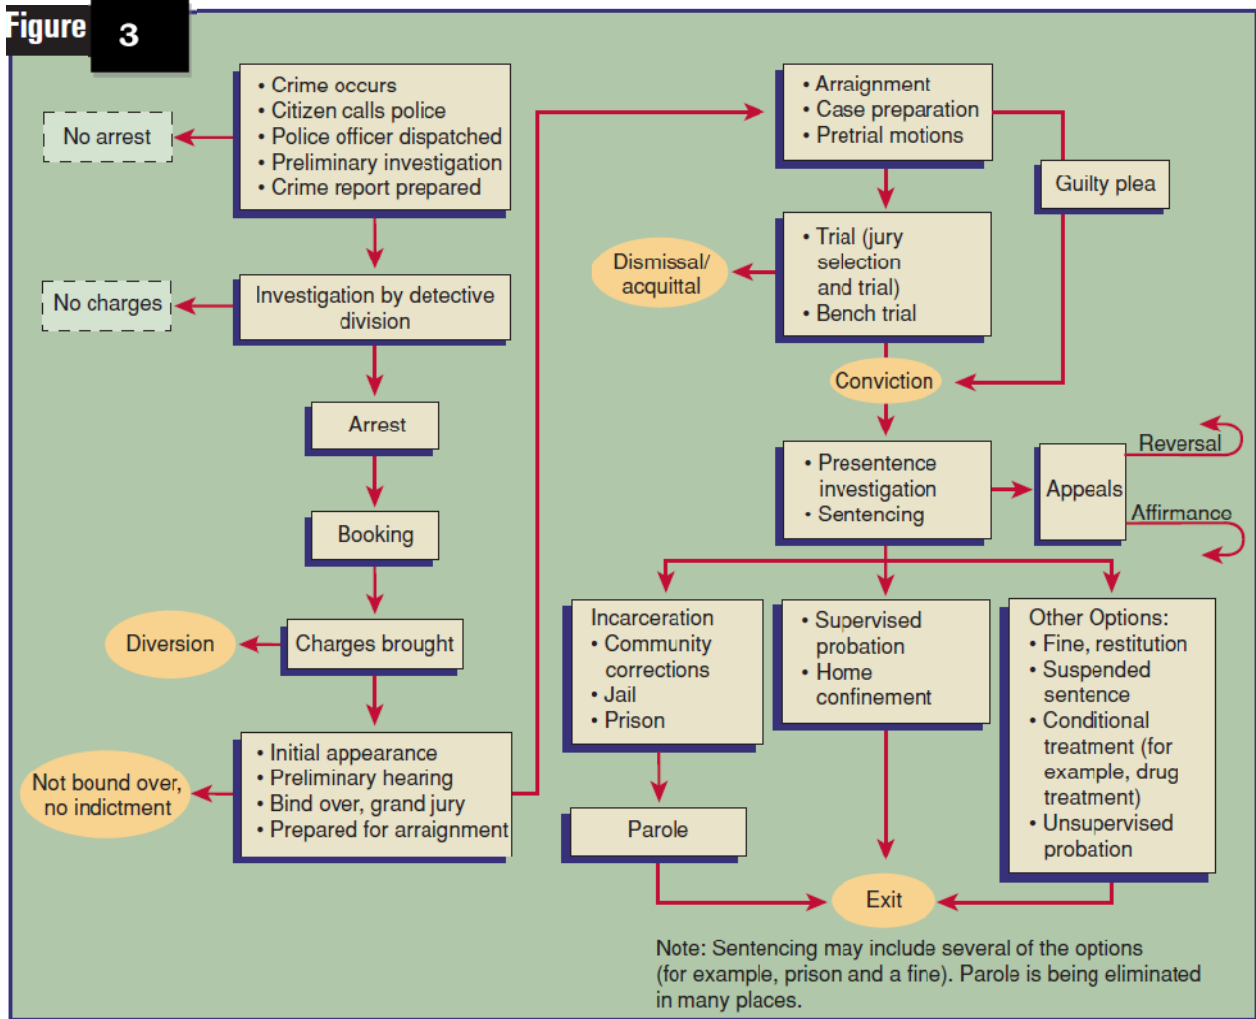 Figure 3
• Crime occurs
• Citizen calls police
• Police officer dispatched
• Preliminary investigation
• Crime report prepared
No arrest
Investigation by detective
division
No charges
Arrest
Booking
Charges brought
Diversion
• Initial appearance
• Preliminary hearing
• Bind over, grand jury
• Prepared for arraignment
Not bound over,
no indictment
• Arraignment
• Case preparation
• Pretrial motions
Guilty plea
• Trial (jury
selection
and trial)
• Bench trial
Dismissal/
acquittal
Conviction
• Presentence
investigation
• Sentencing
Appeals
Reversal
Affirmance
Incarceration
• Community
corrections
• Jail
• Prison
• Supervised
probation
• Home
confinement
Other Options:
• Fine, restitution
• Suspended
sentence
• Conditional
treatment (for
example, drug
treatment)
• Unsupervised
probation
Parole
Exit
Note: Sentencing may include several of the options
(for example, prison and a fine). Parole is being eliminated
in many places.